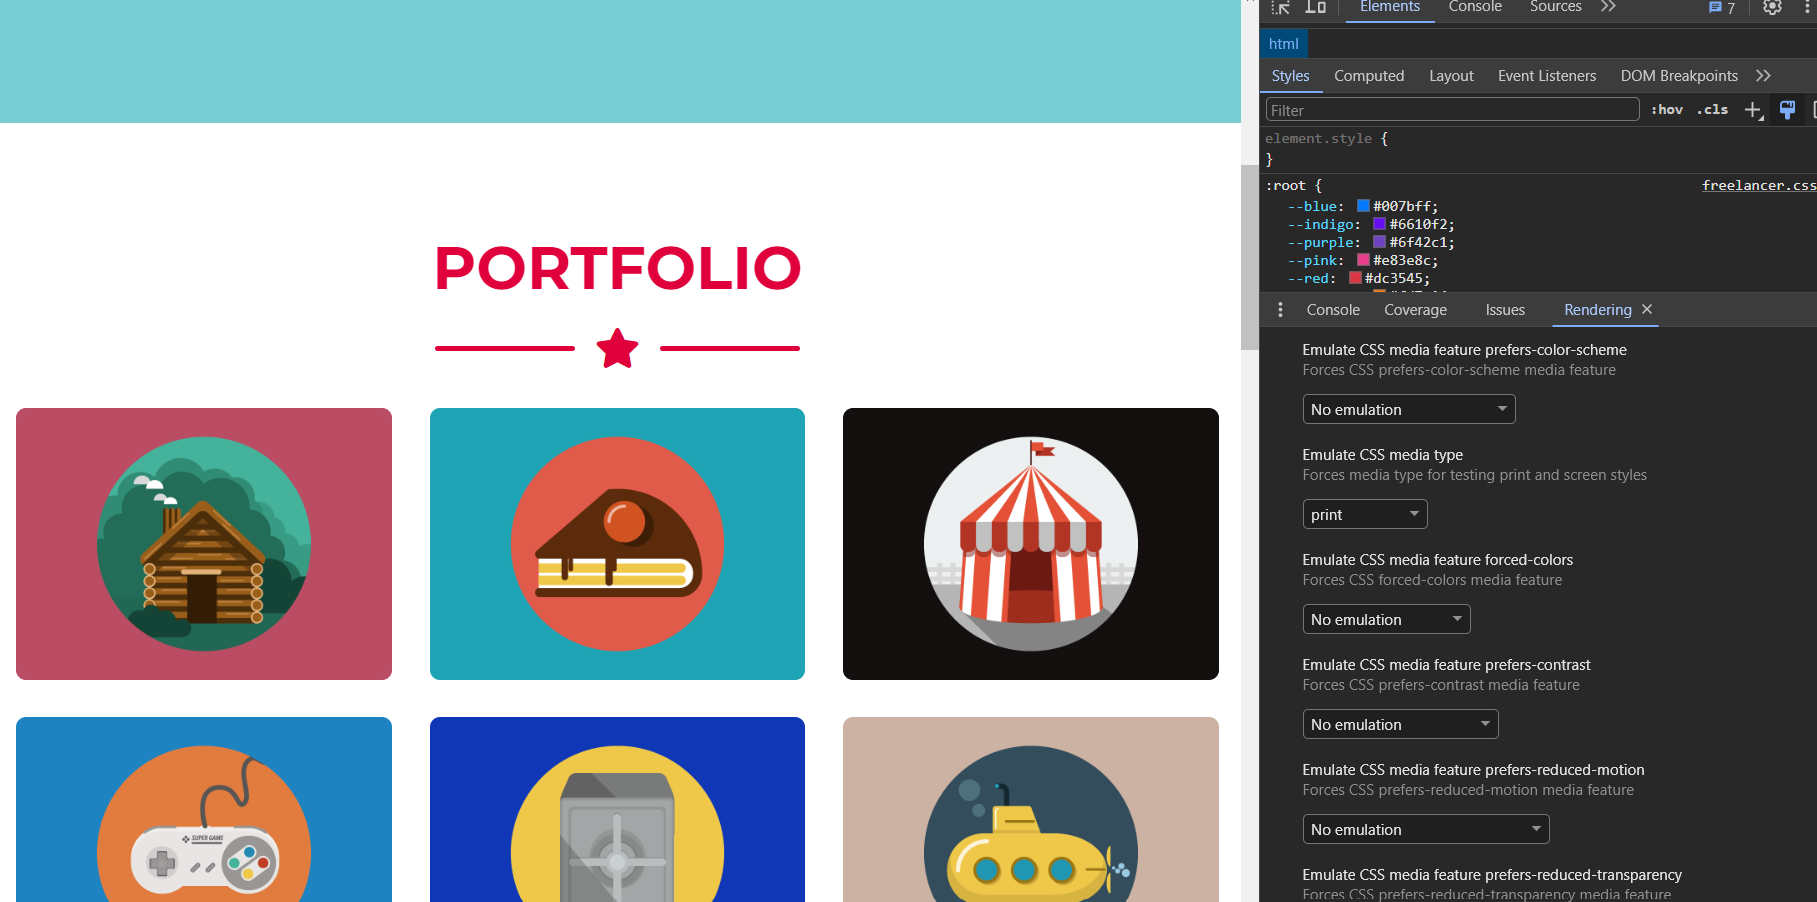 PORTFOLIO
SUPER GAME
Elements Console Sources 7
html
Styles Computed Layout Event Listeners DOM Breakpoints
Filter :hov .cls
element.style {
}
:root { freelancer.css
--blue: #007bff;
--indigo: #6610f2;
--purple: #6f42c1;
--pink: #e83e8c;
--red: #dc3545;
Console Coverage Issues Rendering
Emulate CSS media feature prefers-color-scheme
Forces CSS prefers-color-scheme media feature
No emulation
Emulate CSS media type
Forces media type for testing print and screen styles
print
Emulate CSS media feature forced-colors
Forces CSS forced-colors media feature
No emulation
Emulate CSS media feature prefers-contrast
Forces CSS prefers-contrast media feature
No emulation
Emulate CSS media feature prefers-reduced-motion
Forces CSS prefers-reduced-motion media feature
No emulation
Emulate CSS media feature prefers-reduced-transparency
Forces CSS prefers-reduced-transparency media feature